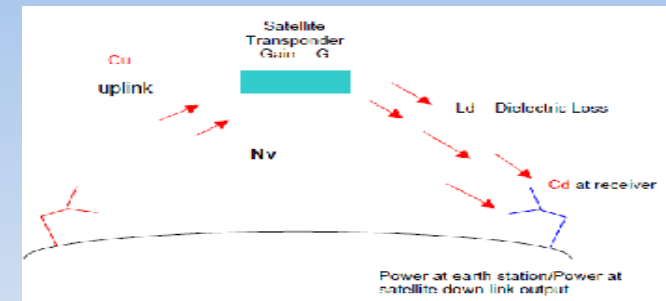 Satellite
Transponder
Gain G
Cu
uplink
Ld Dielectric Loss
Nv
Cd at receiver
Power at earth station/Power at
satellite down link output